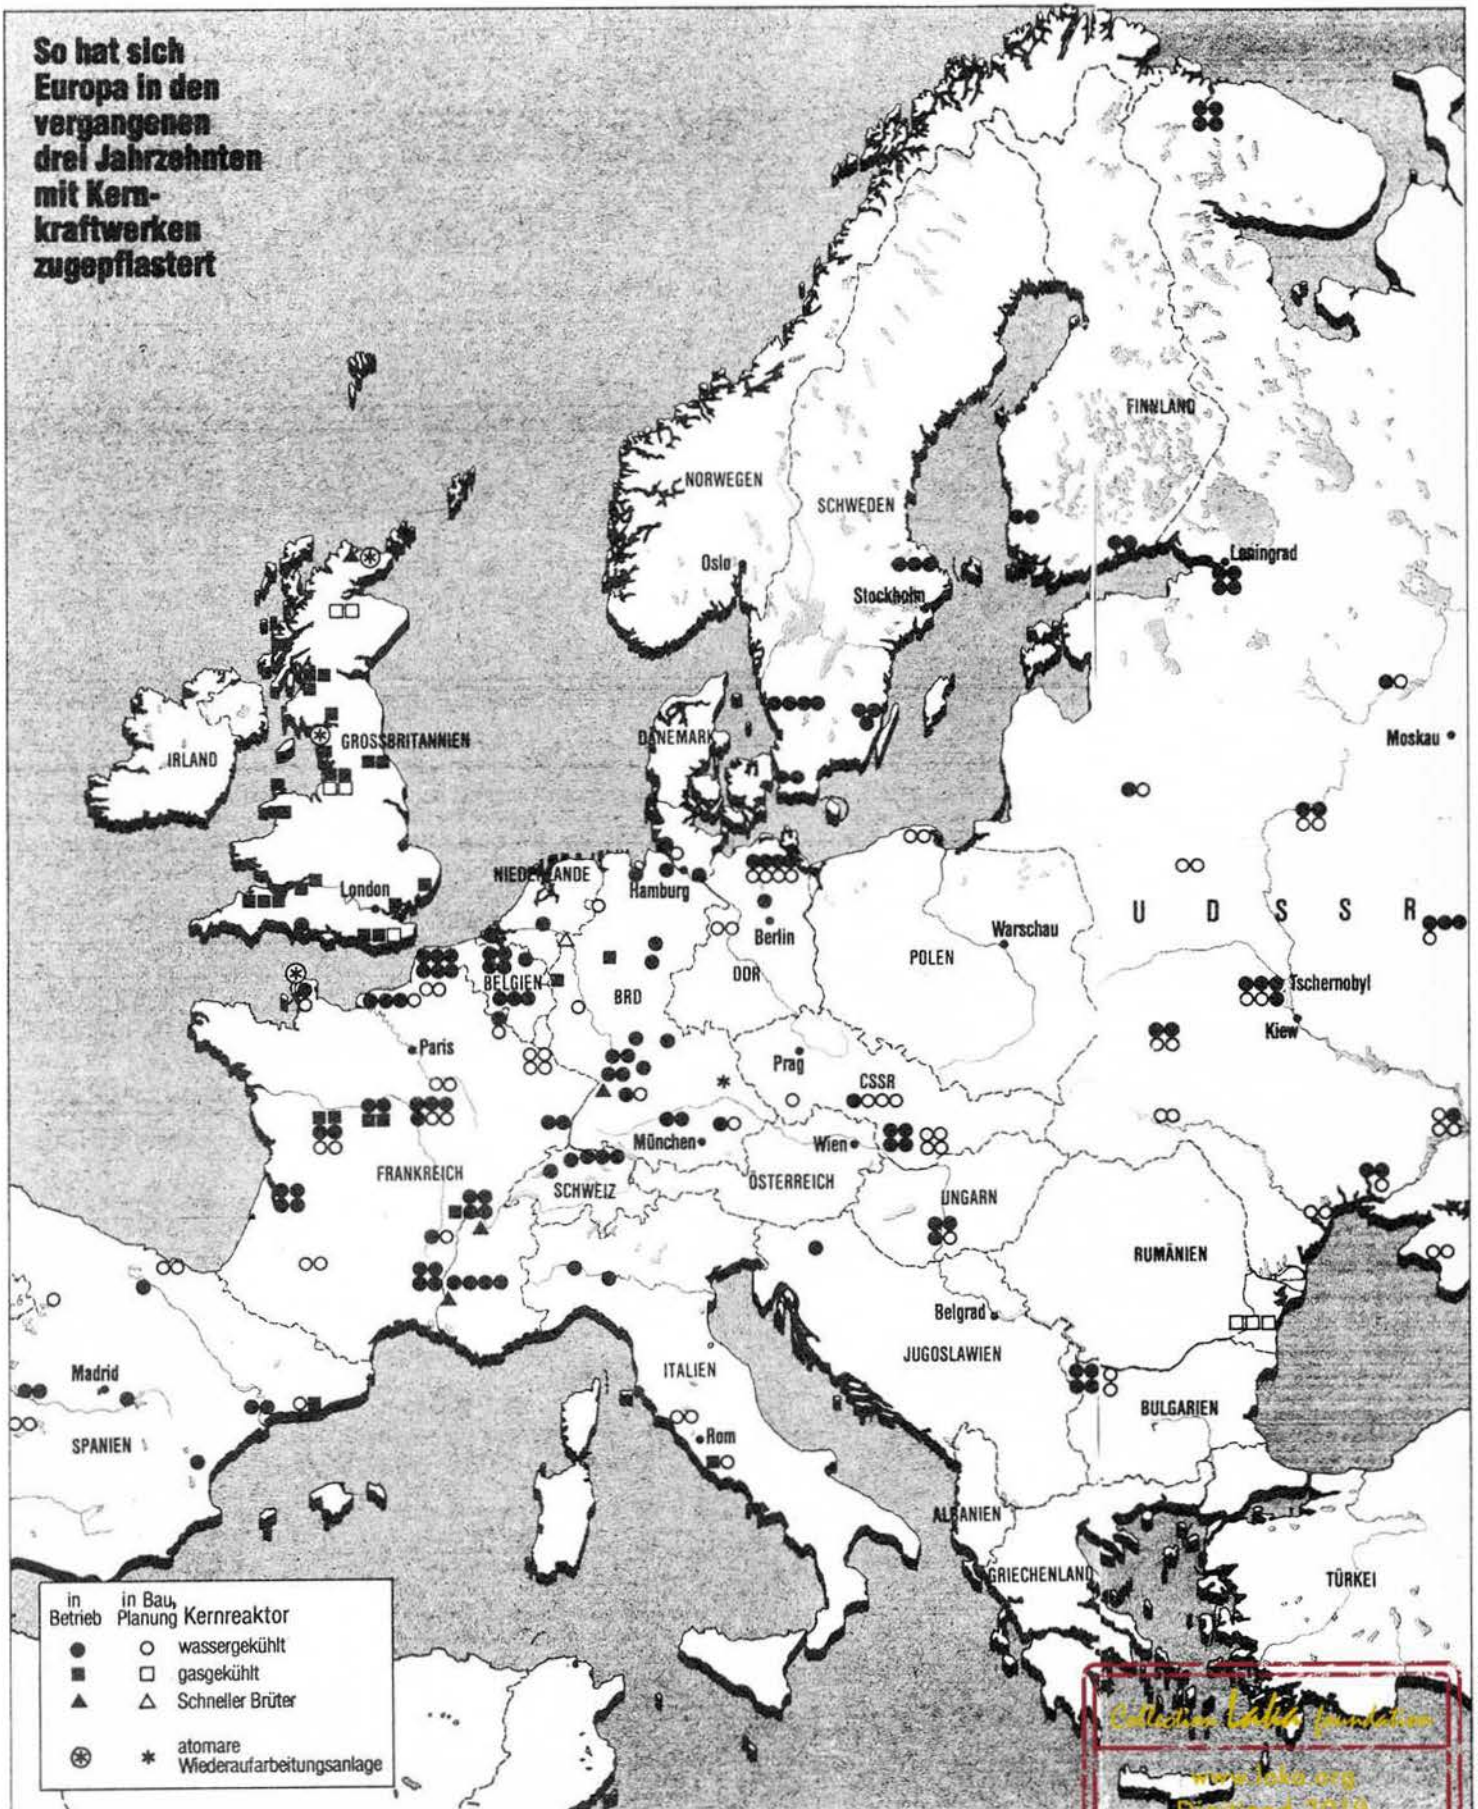 So hat sich
Europa in den
vergangenen
drei Jahrzehnten
mit Kern-
kraftwerken
zugepflastert
FINNLAND
NORWEGEN
SCHWEDEN
Oslo
Leningrad
Stockholm
GROSSBRITANNIEN
DÄNEMARK
Moskau
IRLAND
NIEDERLANDE
Hamburg
London
U D S S R
Berlin
Warschau
POLEN
DDR
BELGIEN
BRD
Tschernobyl
Kiew
Paris
Prag
CSSR
München
Wien
FRANKREICH
SCHWEIZ
ÖSTERREICH
UNGARN
RUMÄNIEN
Belgrad
JUGOSLAWIEN
ITALIEN
Madrid
BULGARIEN
SPANIEN
Rom
ALBANIEN
GRIECHENLAND
TÜRKEI
in
Betrieb
in Bau,
Planung
Kernreaktor
wassergekühlt
gasgekühlt
Schneller Brüter
atomare
Wiederaufarbeitungsanlage
Collection Laka foundation
www.laka.org